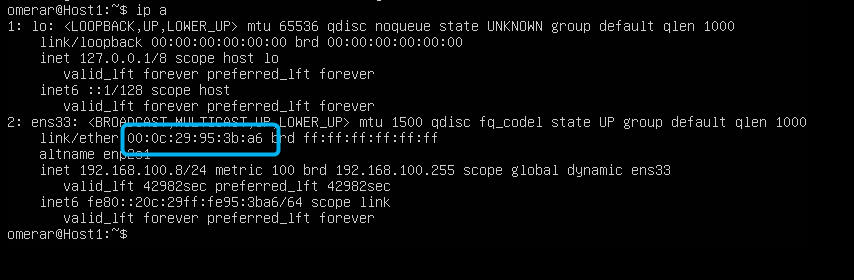 omerar@Host1:~$ ip a
1: lo: <LOOPBACK,UP,LOWER_UP> mtu 65536 qdisc noqueue state UNKNOWN group default qlen 1000
link/loopback 00:00:00:00:00:00 brd 00:00:00:00:00:00
inet 127.0.0.1/8 scope host lo
valid_lft forever preferred_lft forever
inet6 ::1/128 scope host
valid_lft forever preferred_lft forever
2: ens33: <BROADCAST,MULTICAST,UP,LOWER_UP> mtu 1500 qdisc fq_codel state UP group default qlen 1000
link/ether 00:0c:29:95:3b:a6 brd ff:ff:ff:ff:ff:ff
altname enp2s1
inet 192.168.100.8/24 metric 100 brd 192.168.100.255 scope global dynamic ens33
valid_lft 42982sec preferred_lft 42982sec
inet6 fe80::20c:29ff:fe95:3ba6/64 scope link
valid_lft forever preferred_lft forever
omerar@Host1:~$